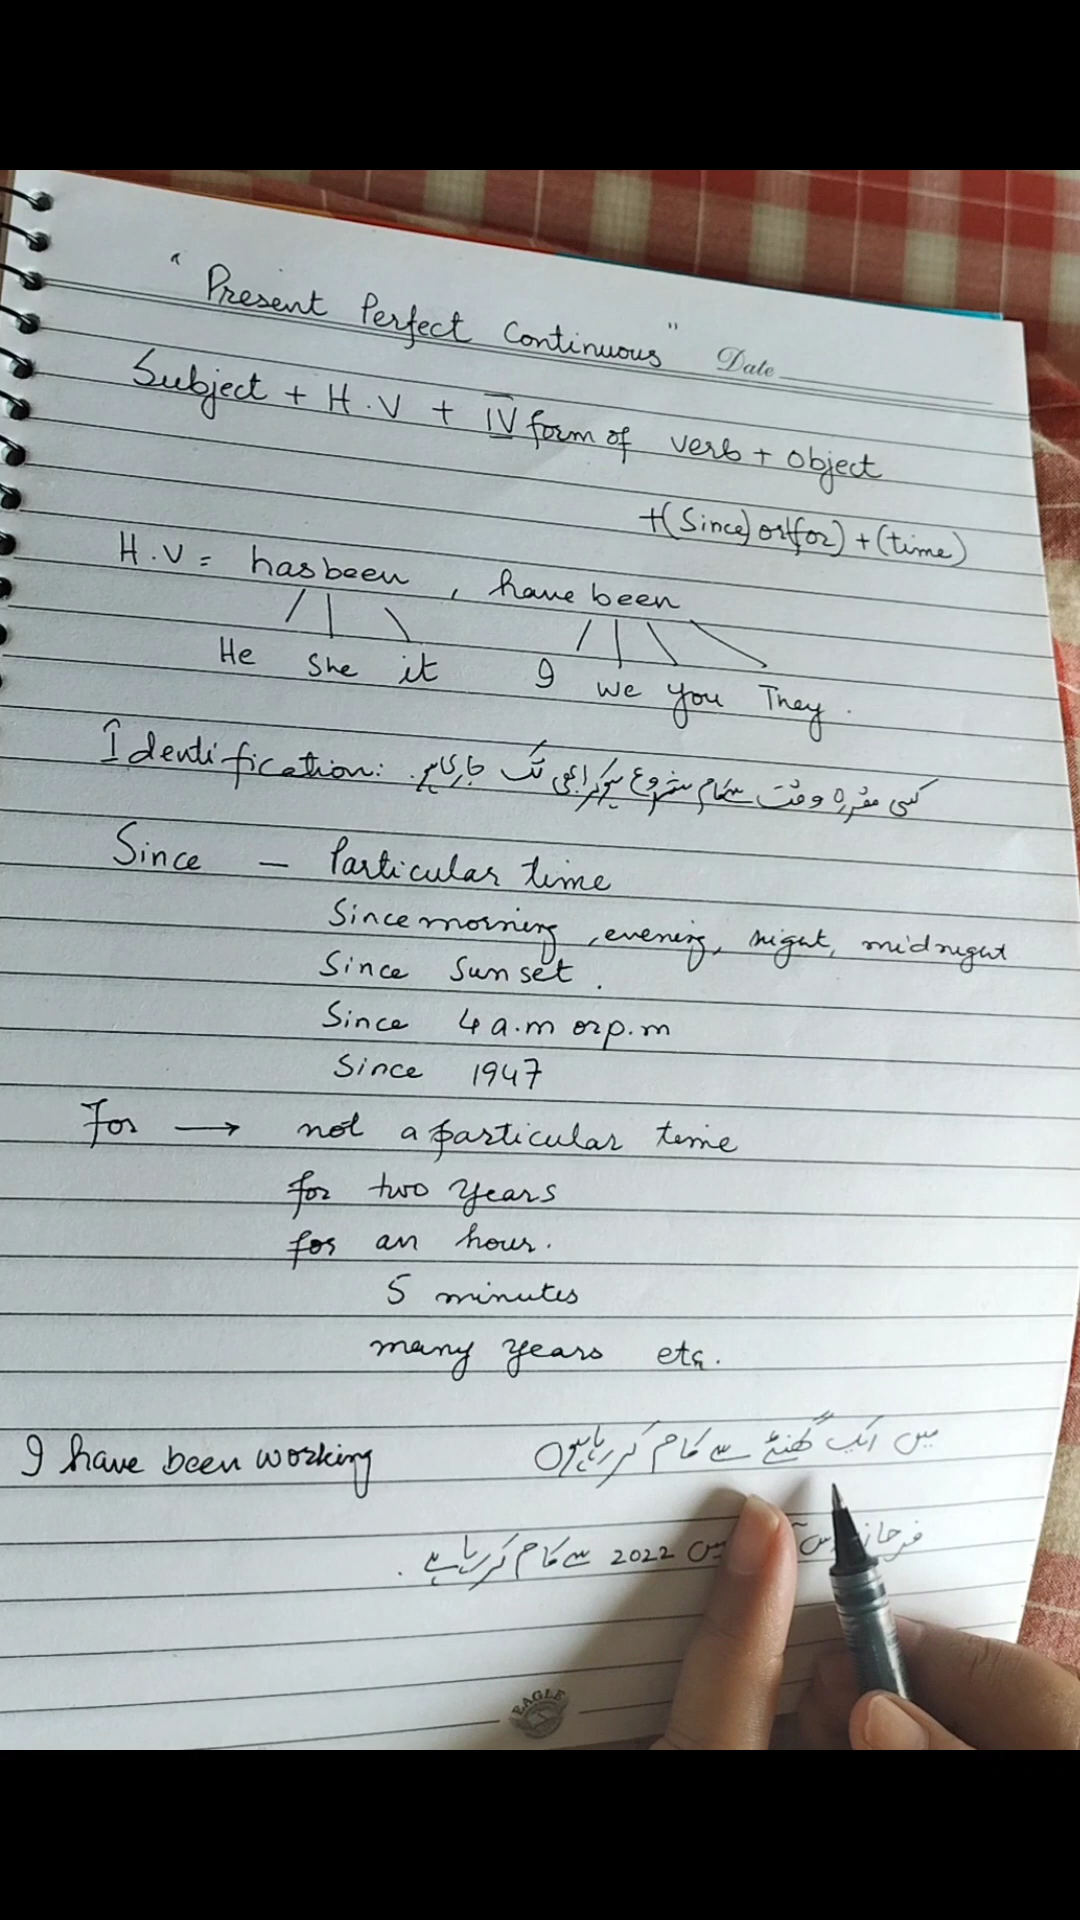 "Present Perfect Continuous"
Date
Subject + H.V + IV form of verb + object
+(Since) or (for) + (time)
H.V = has been, have been
He She it I we you They.
Identification: کسی مقررہ وقت سے کام شروع ہو کر ابھی تک جاری ہے.
Since - Particular time
Since morning, evening, night, midnight
Since Sunset.
Since 4 a.m or p.m
Since 1947
For → not a particular time
for two years
for an hour.
5 minutes
many years etc.
I have been working میں ایک گھنٹے سے کام کر رہا ہوں
میں 2022 سے کام کر رہا ہے.
EAGLE